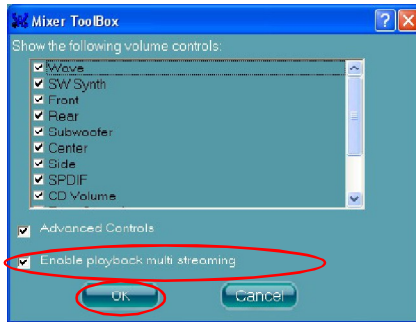 Mixer ToolBox
Show the following volume controls:
Wave
SW Synth
Front
Rear
Subwoofer
Center
Side
SPDIF
CD Volume
Advanced Controls
Enable playback multi streaming
OK
Cancel